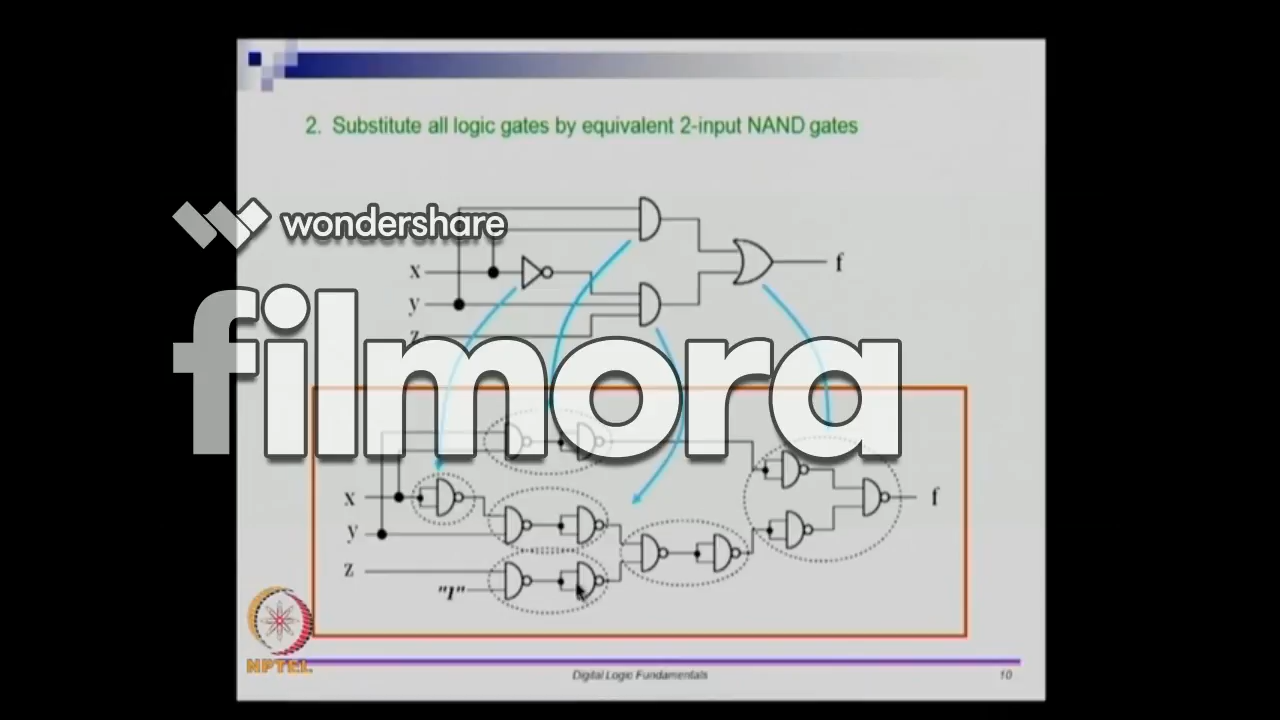 2. Substitute all logic gates by equivalent 2-input NAND gates
wondershare
x
f
y
z
filmora
x
f
y
z
"1"
NPTEL
Digital Logic Fundamentals
10